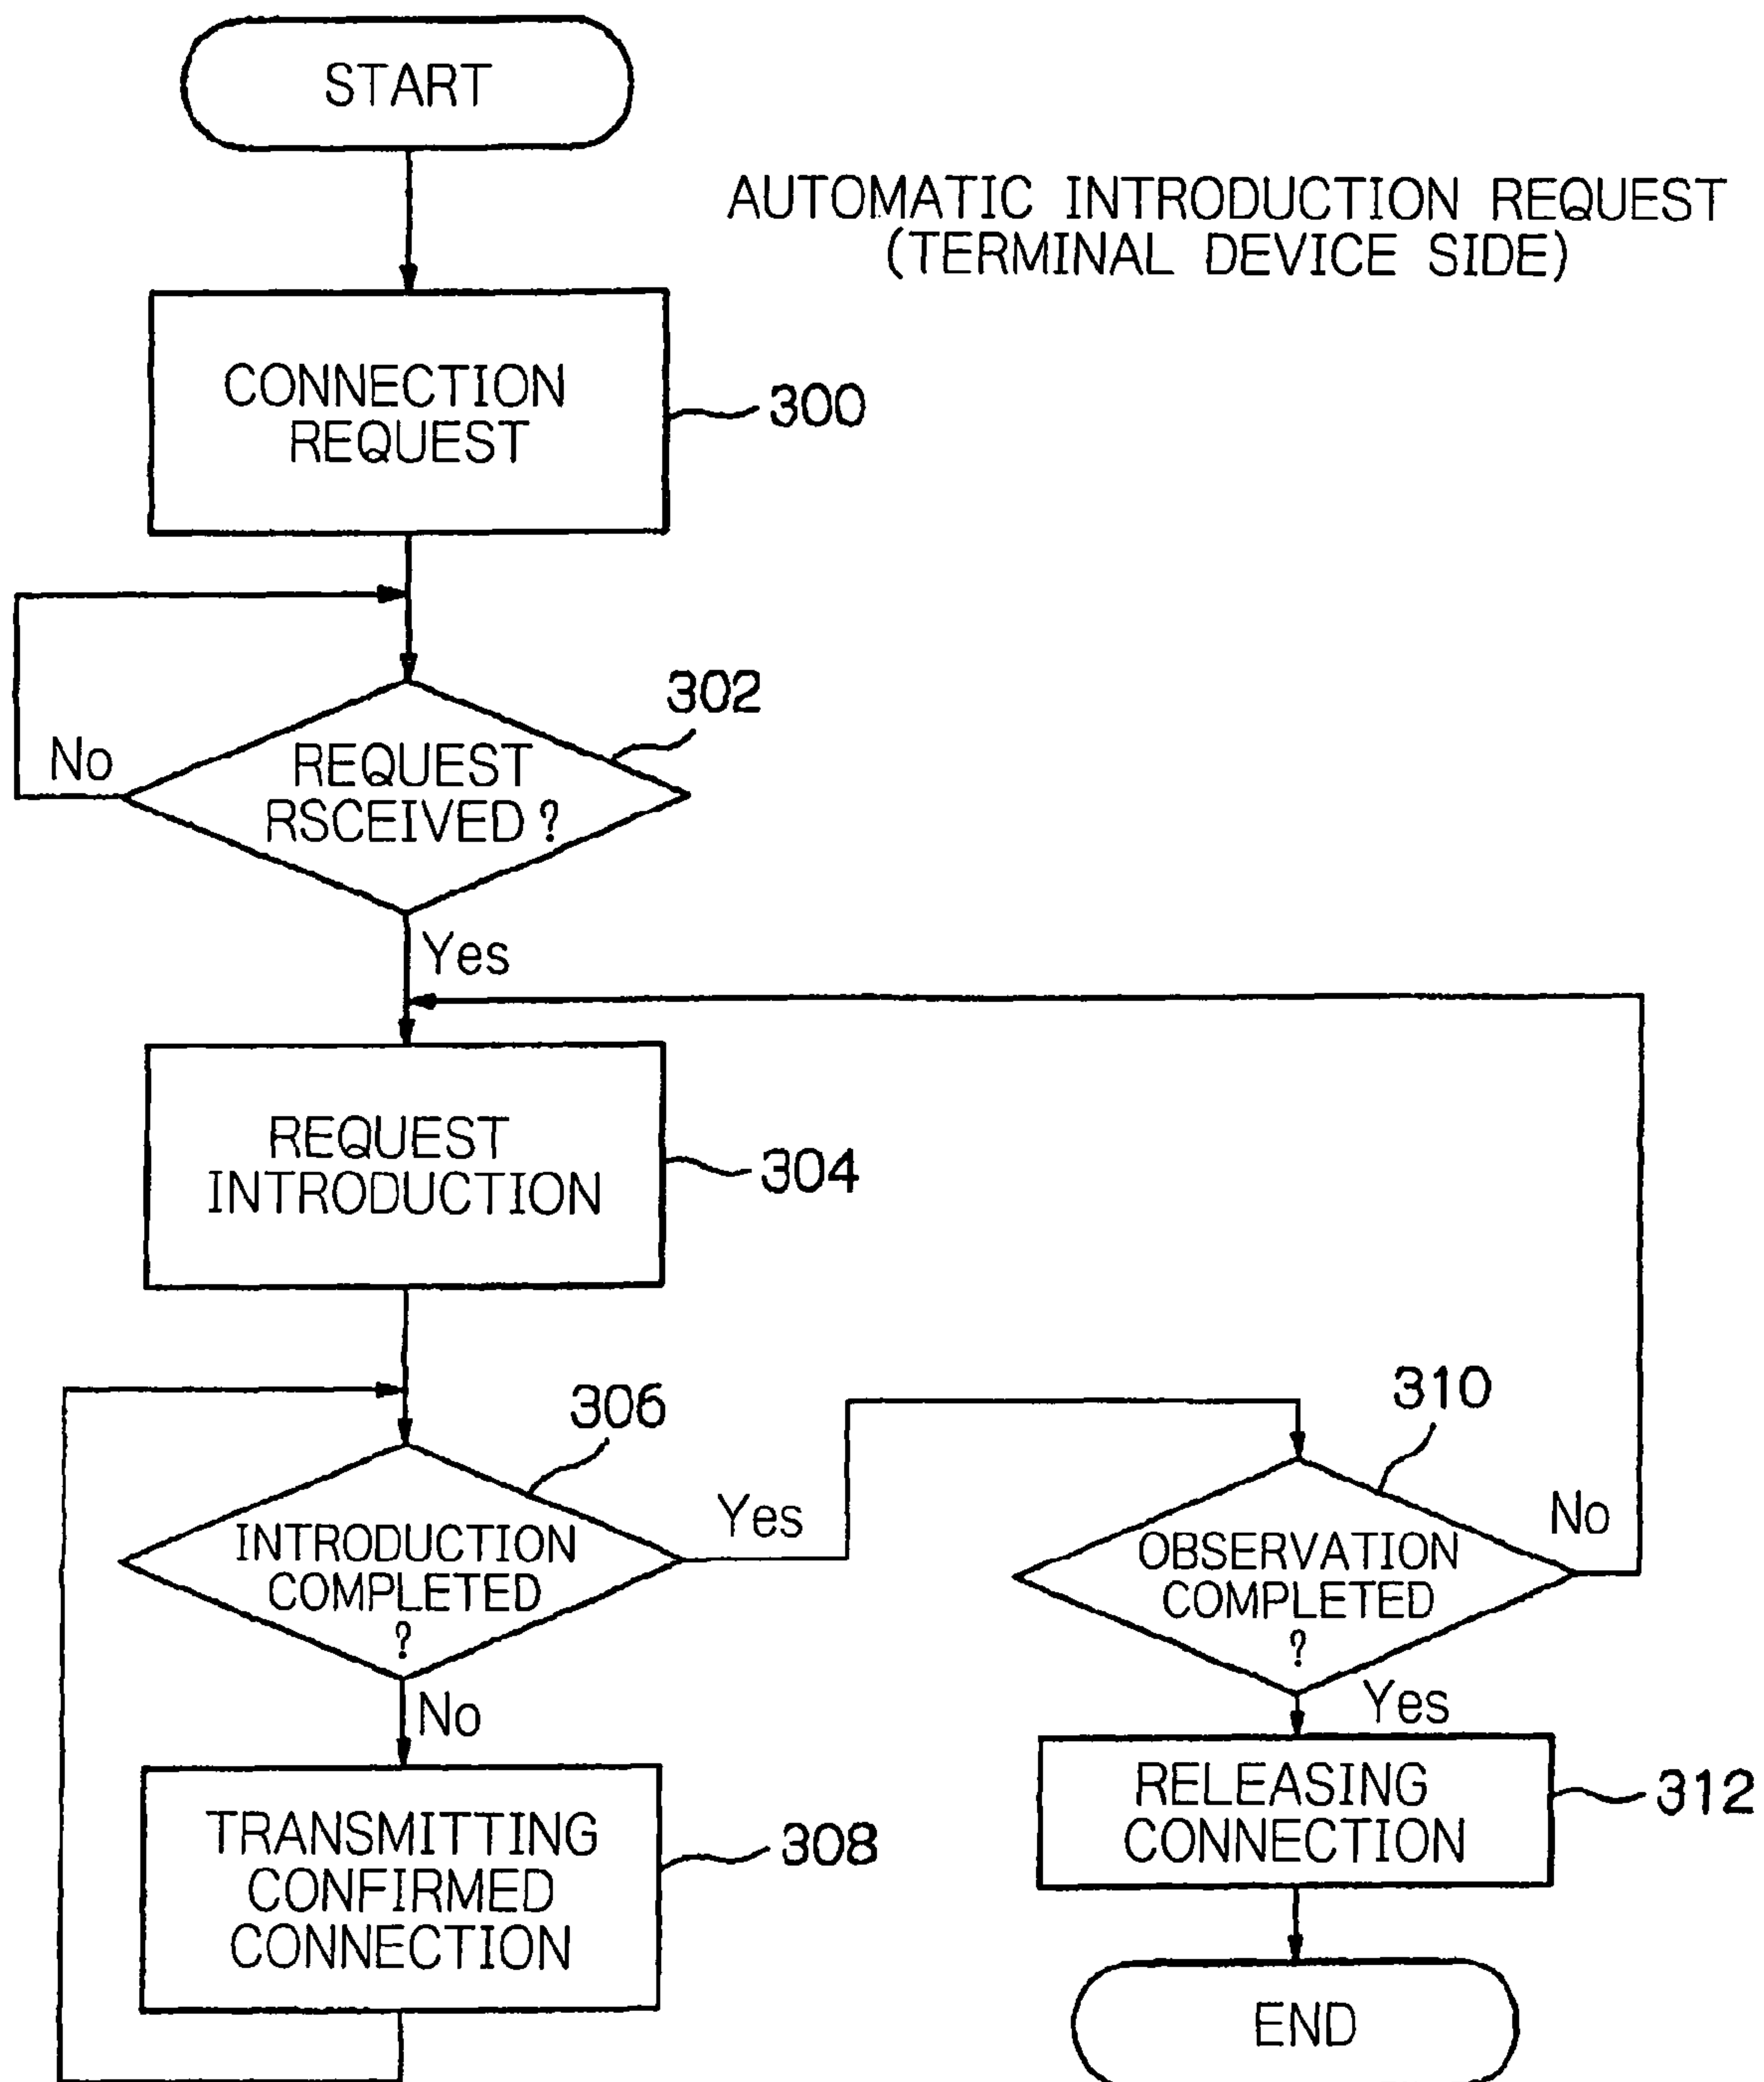 START
AUTOMATIC INTRODUCTION REQUEST
(TERMINAL DEVICE SIDE)
CONNECTION
REQUEST
300
302
No
REQUEST
RSCEIVED ?
Yes
REQUEST
INTRODUCTION
304
306
310
INTRODUCTION
COMPLETED
?
Yes
OBSERVATION
COMPLETED
?
No
No
Yes
TRANSMITTING
CONFIRMED
CONNECTION
308
RELEASING
CONNECTION
312
END